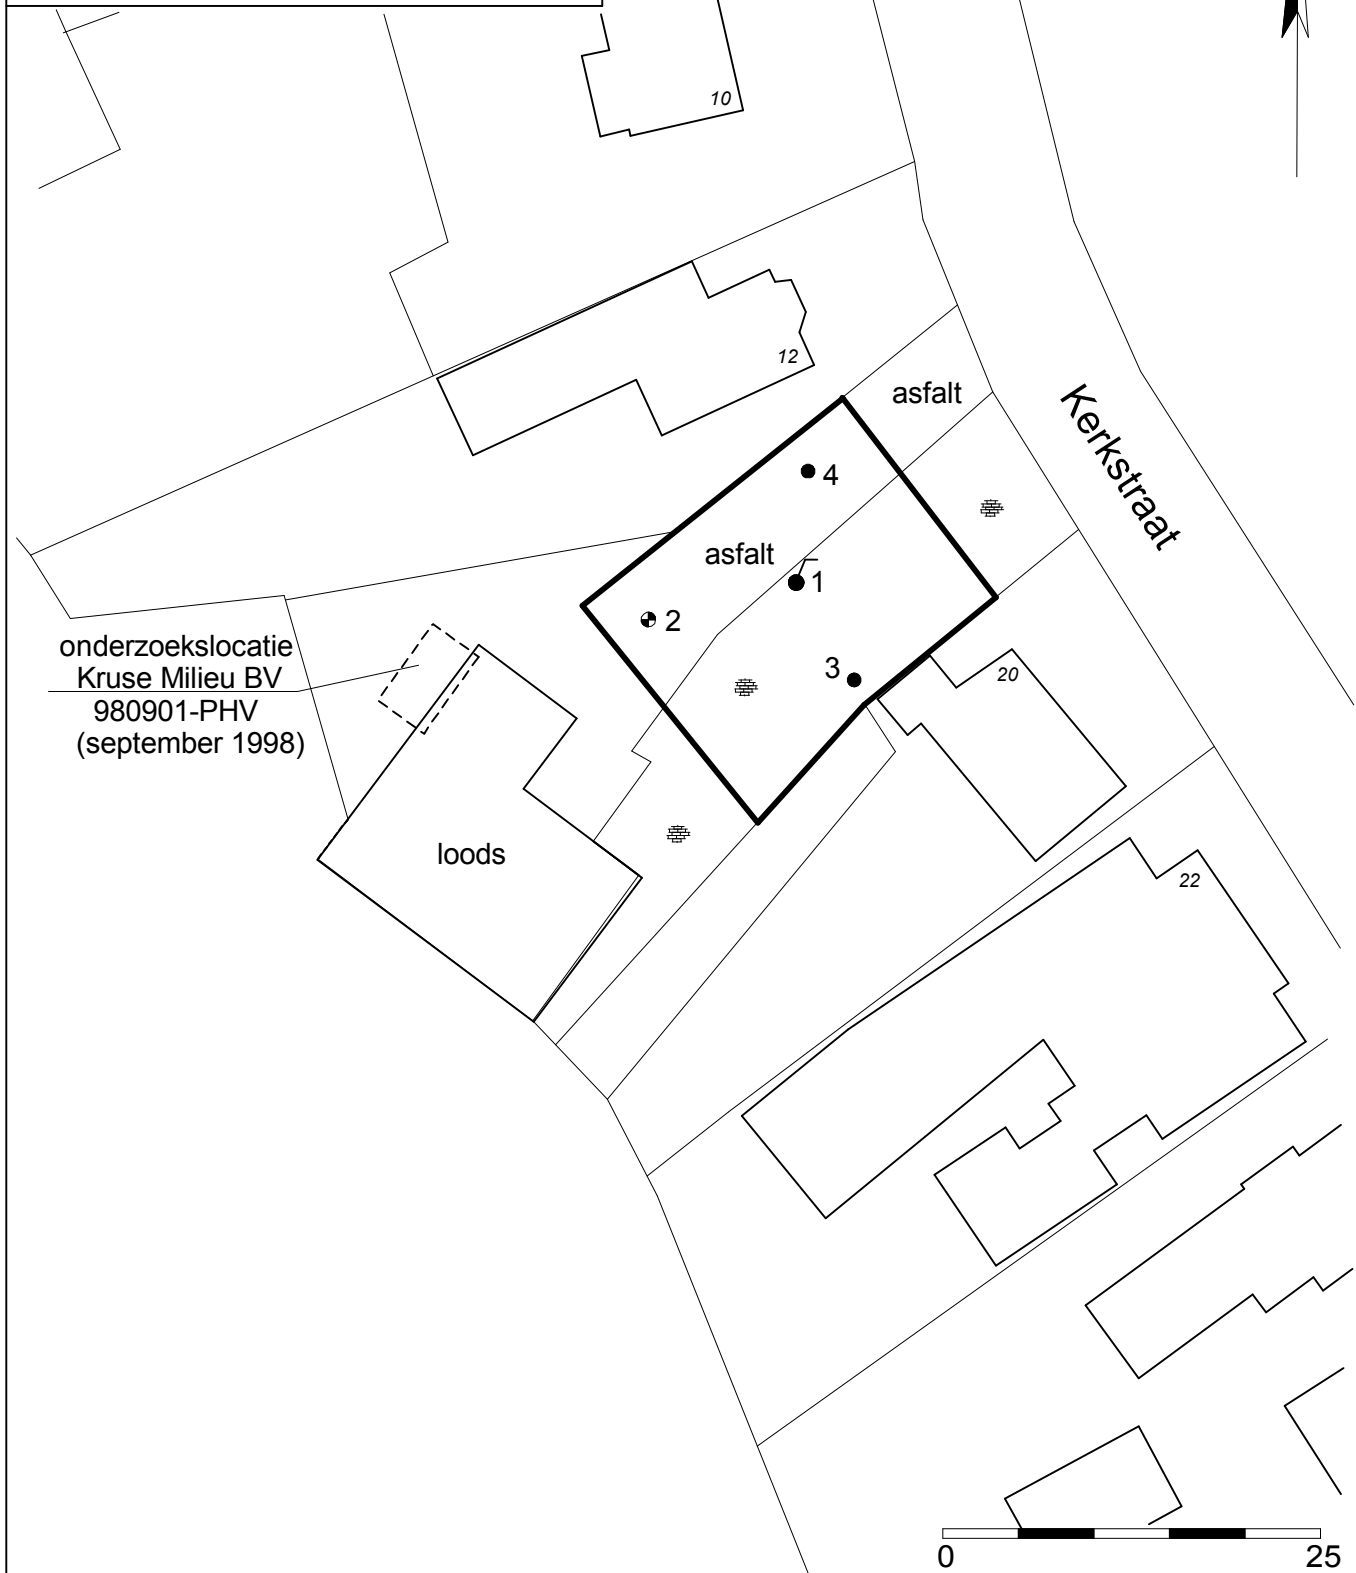 10
12
asfalt
Kerkstraat
4
asfalt
1
2
onderzoekslocatie
Kruse Milieu BV
980901-PHV
(september 1998)
3
20
loods
22
0
25